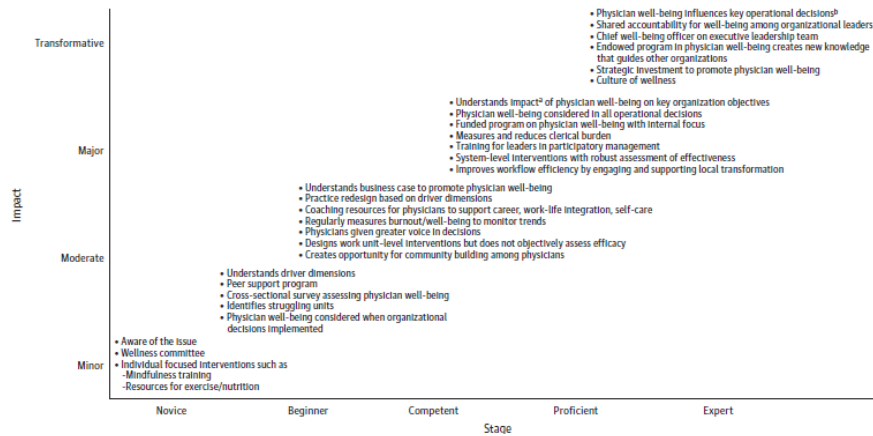 Transformative
• Physician well-being influences key operational decisionsᵇ
• Shared accountability for well-being among organizational leaders
• Chief well-being officer on executive leadership team
• Endowed program in physician well-being creates new knowledge
that guides other organizations
• Strategic investment to promote physician well-being
• Culture of wellness
Major
• Understands impactᵃ of physician well-being on key organization objectives
• Physician well-being considered in all operational decisions
• Funded program on physician well-being with internal focus
• Measures and reduces clerical burden
• Training for leaders in participatory management
• System-level interventions with robust assessment of effectiveness
• Improves workflow efficiency by engaging and supporting local transformation
Impact
• Understands business case to promote physician well-being
• Practice redesign based on driver dimensions
• Coaching resources for physicians to support career, work-life integration, self-care
• Regularly measures burnout/well-being to monitor trends
• Physicians given greater voice in decisions
• Designs work unit-level interventions but does not objectively assess efficacy
• Creates opportunity for community building among physicians
Moderate
• Understands driver dimensions
• Peer support program
• Cross-sectional survey assessing physician well-being
• Identifies struggling units
• Physician well-being considered when organizational
decisions implemented
Minor
• Aware of the issue
• Wellness committee
• Individual focused interventions such as
-Mindfulness training
-Resources for exercise/nutrition
Novice
Beginner
Competent
Proficient
Expert
Stage